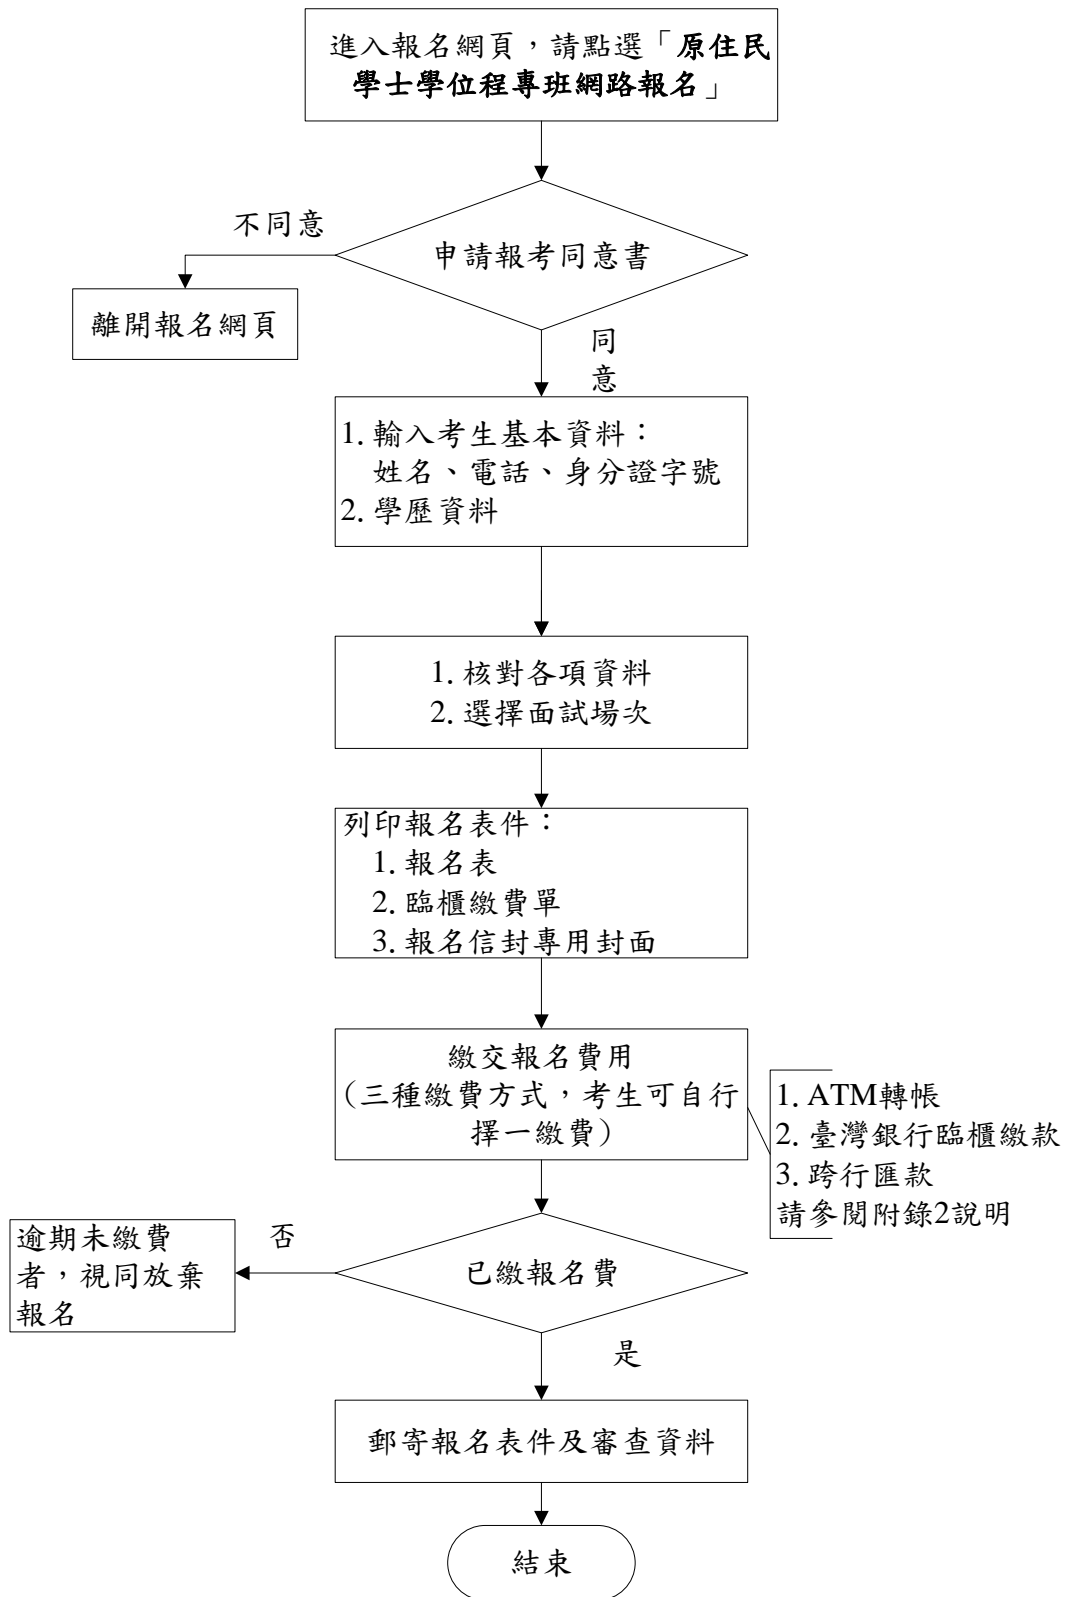 進入報名網頁，請點選「原住民
學士學位程專班網路報名」
不同意
申請報考同意書
離開報名網頁
同
意
1. 輸入考生基本資料：
姓名、電話、身分證字號
2. 學歷資料
1. 核對各項資料
2. 選擇面試場次
列印報名表件：
1. 報名表
2. 臨櫃繳費單
3. 報名信封專用封面
繳交報名費用
（三種繳費方式，考生可自行
擇一繳費）
1. ATM轉帳
2. 臺灣銀行臨櫃繳款
3. 跨行匯款
請參閱附錄2說明
逾期未繳費
者，視同放棄
報名
否
已繳報名費
是
郵寄報名表件及審查資料
結束